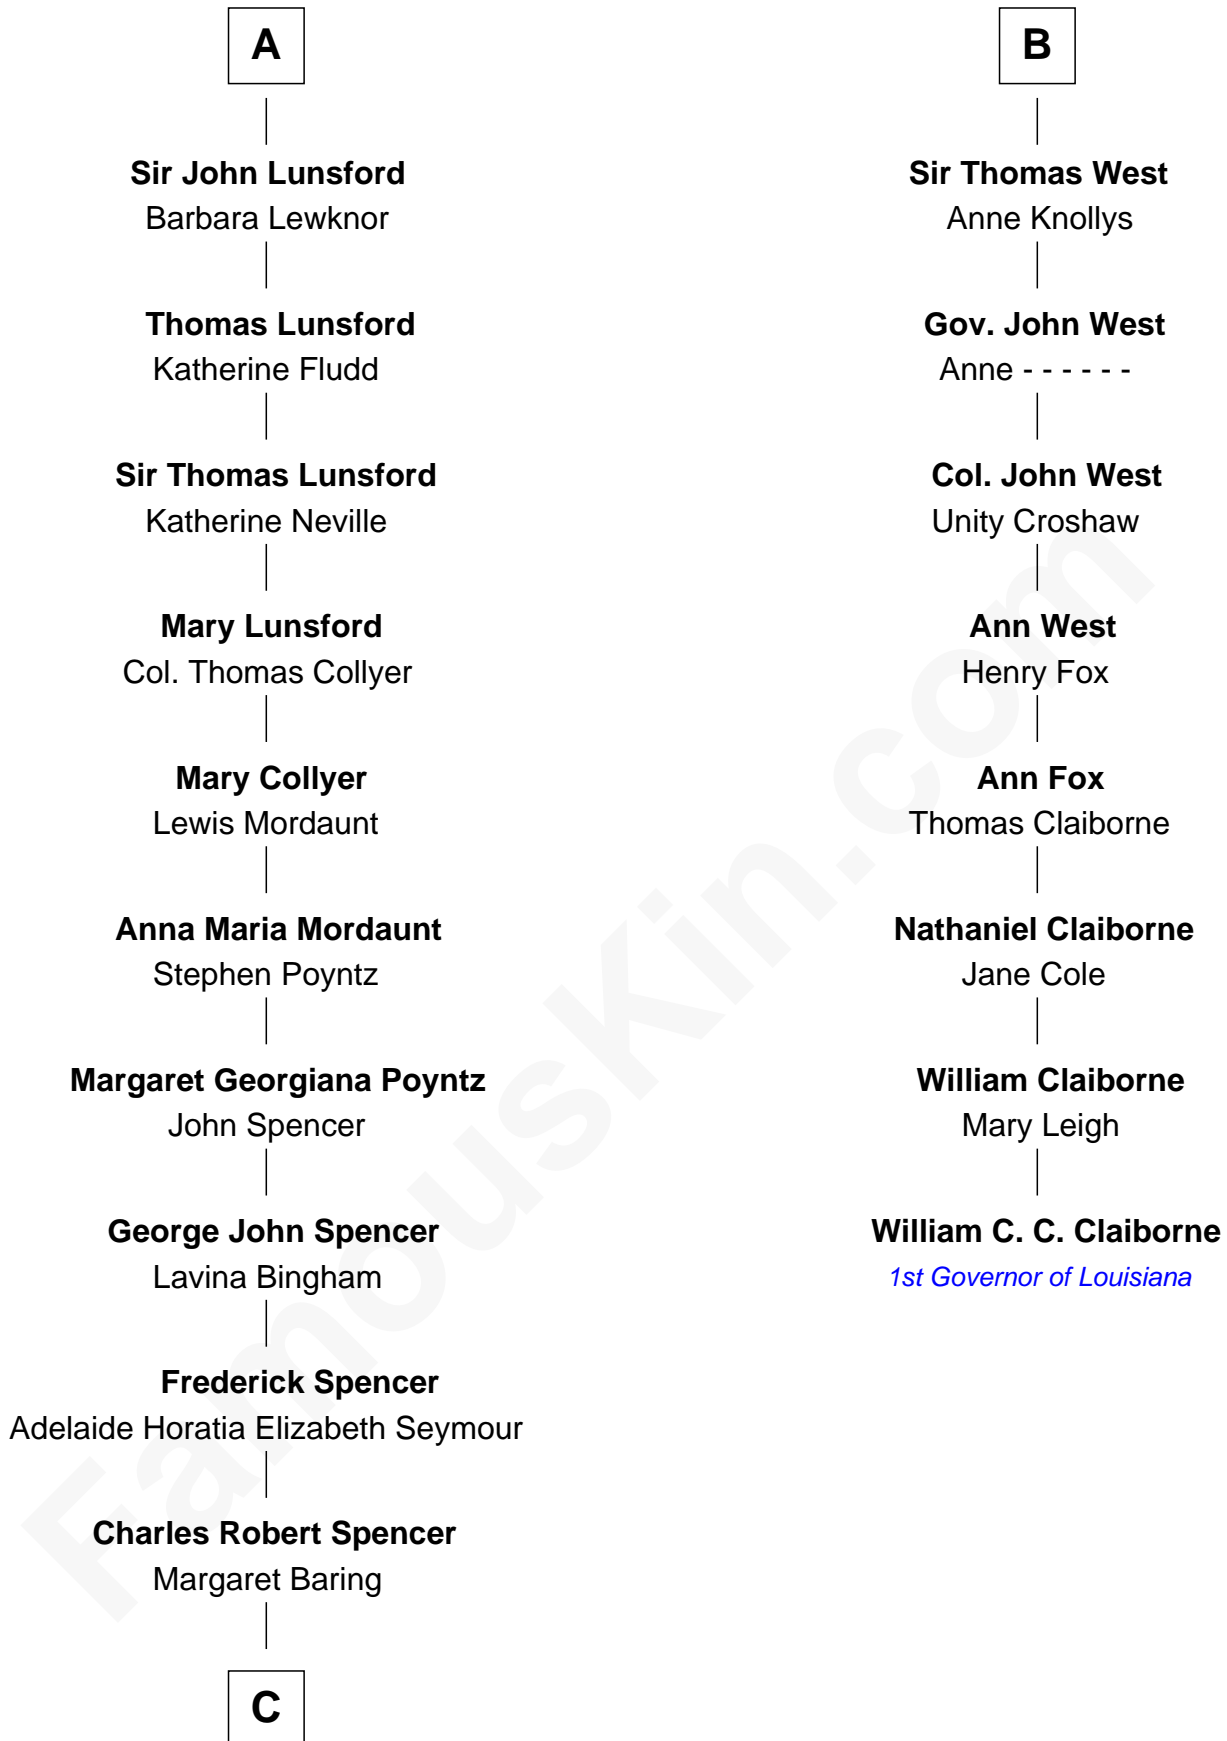 A
Sir John Lunsford
Barbara Lewknor
Thomas Lunsford
Katherine Fludd
Sir Thomas Lunsford
Katherine Neville
Mary Lunsford
Col. Thomas Collyer
Mary Collyer
Lewis Mordaunt
Anna Maria Mordaunt
Stephen Poyntz
Margaret Georgiana Poyntz
John Spencer
George John Spencer
Lavina Bingham
Frederick Spencer
Adelaide Horatia Elizabeth Seymour
Charles Robert Spencer
Margaret Baring
C
B
Sir Thomas West
Anne Knollys
Gov. John West
Anne - - - - - -
Col. John West
Unity Croshaw
Ann West
Henry Fox
Ann Fox
Thomas Claiborne
Nathaniel Claiborne
Jane Cole
William Claiborne
Mary Leigh
William C. C. Claiborne
1st Governor of Louisiana
FamousKin.com